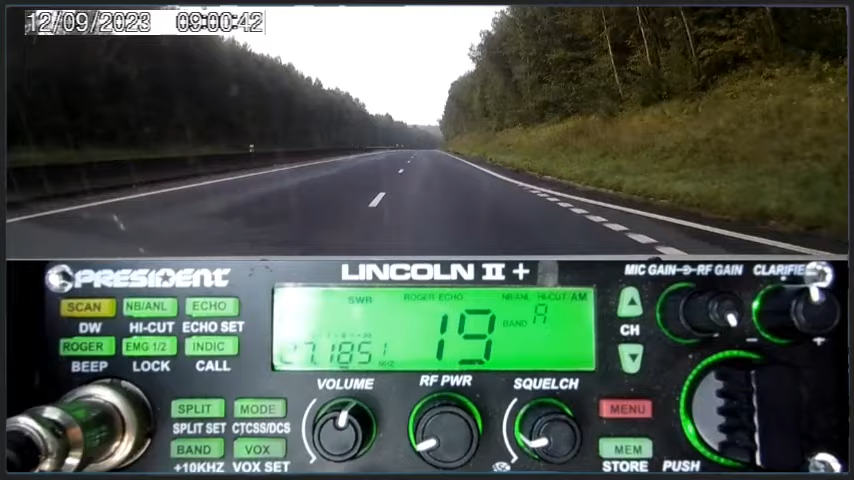 12/09/2023 09:00:42
PRESIDENT LINCOLN II + MIC GAIN RF GAIN CLARIFIER
SCAN NB/ANL ECHO
DW HI-CUT ECHO SET
ROGER EMG 1/2 INDIC
BEEP LOCK CALL
SWR ROGER ECHO NB/ANL HI-CUT AM
19 BAND A
27.1851 MHZ
CH
VOLUME RF PWR SQUELCH
SPLIT MODE
SPLIT SET CTCSS/DCS
BAND VOX
+10KHZ VOX SET
MENU
MEM
STORE PUSH
- +